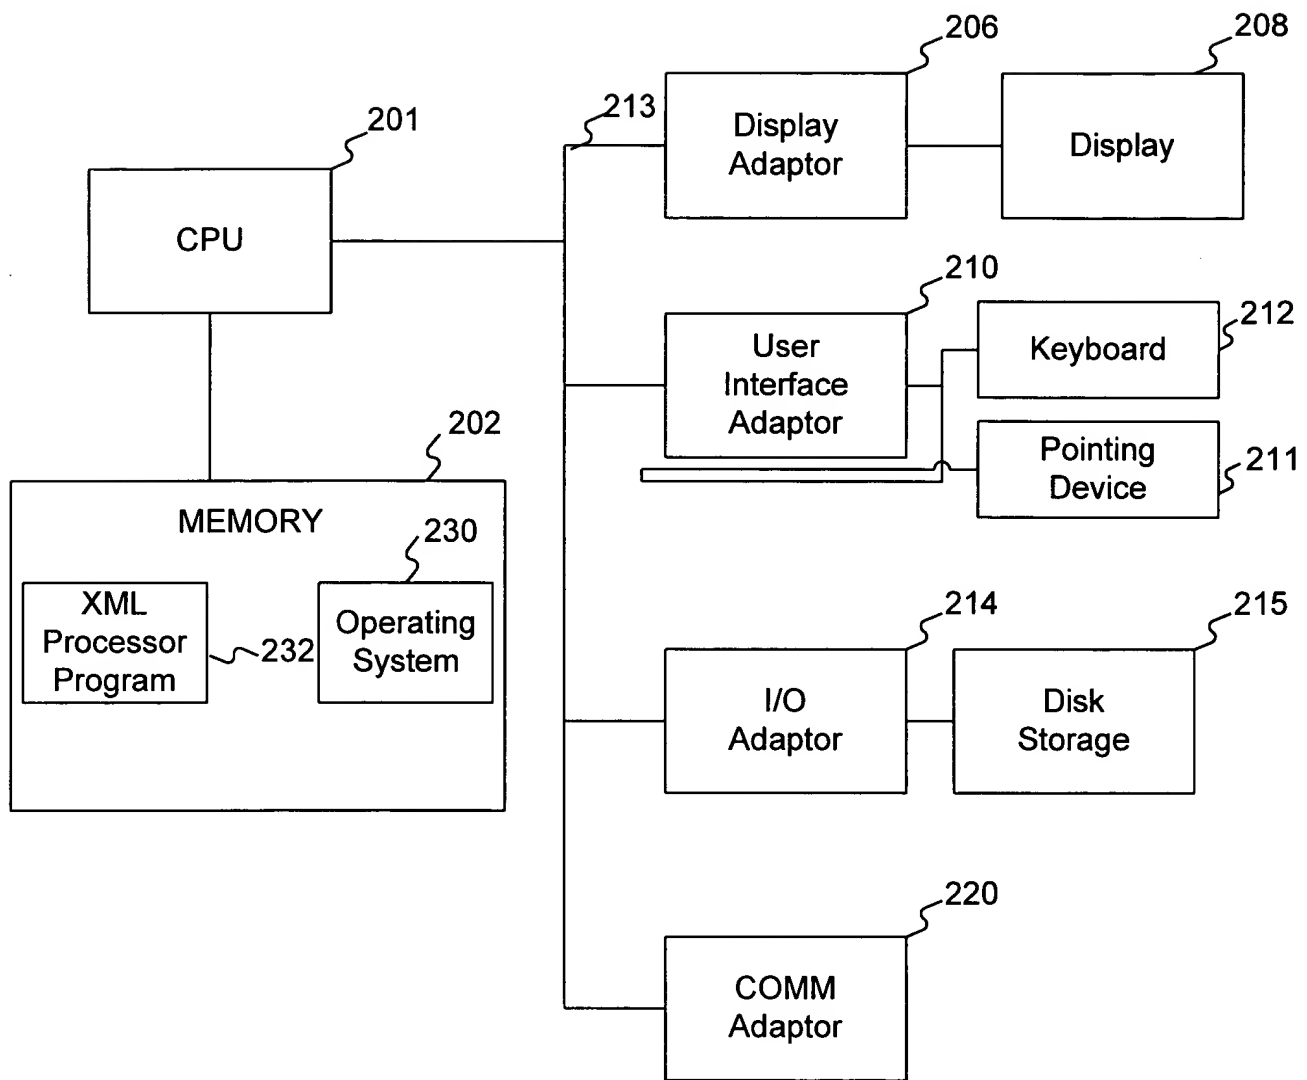 206
208
213
201
Display
Adaptor
Display
CPU
210
212
User
Interface
Adaptor
Keyboard
202
Pointing
Device
211
MEMORY
230
XML
Processor
Program
232
Operating
System
214
215
I/O
Adaptor
Disk
Storage
220
COMM
Adaptor